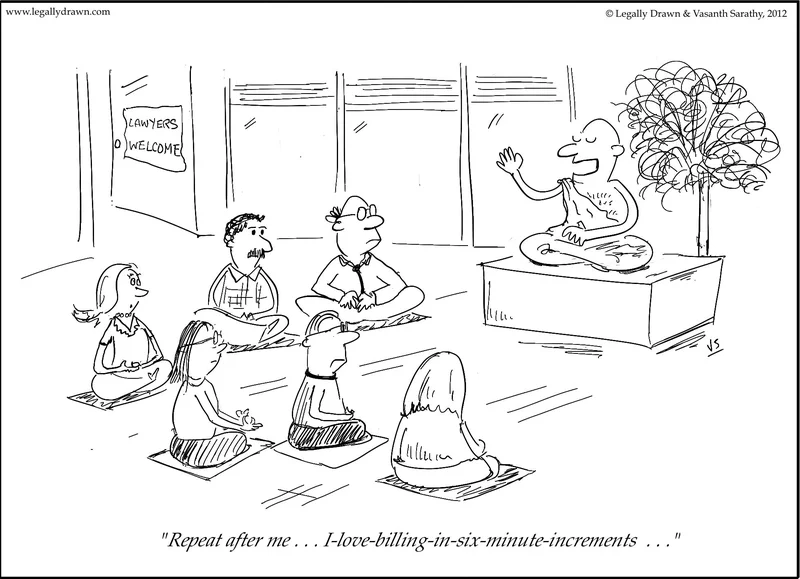 www.legallydrawn.com
© Legally Drawn & Vasanth Sarathy, 2012
LAWYERS
WELCOME
VS
"Repeat after me . . . I-love-billing-in-six-minute-increments . . ."